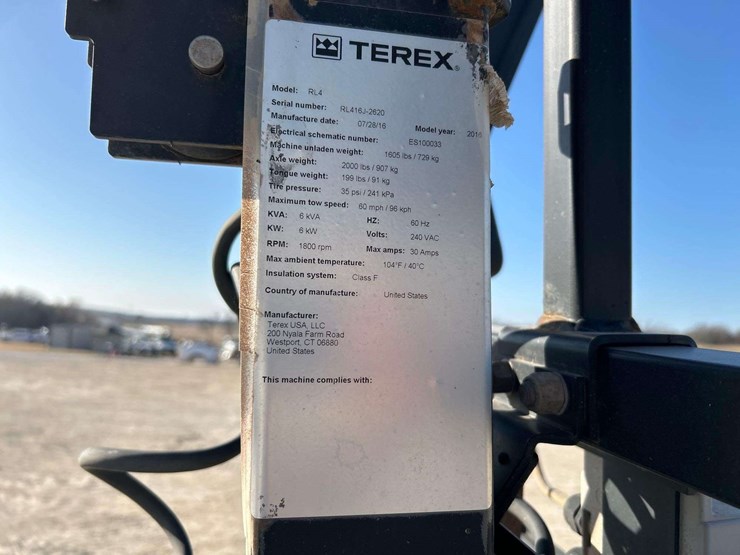 TEREX®
Model: RL4
Serial number: RL416J-2620
Manufacture date: 07/28/16 Model year: 2016
Electrical schematic number: ES100033
Machine unladen weight: 1605 lbs / 729 kg
Axle weight: 2000 lbs / 907 kg
Tongue weight: 199 lbs / 91 kg
Tire pressure: 35 psi / 241 kPa
Maximum tow speed: 60 mph / 96 kph
KVA: 6 kVA HZ: 60 Hz
KW: 6 kW Volts: 240 VAC
RPM: 1800 rpm Max amps: 30 Amps
Max ambient temperature: 104°F / 40°C
Insulation system: Class F
Country of manufacture: United States
Manufacturer:
Terex USA, LLC
200 Nyala Farm Road
Westport, CT 06880
United States
This machine complies with: